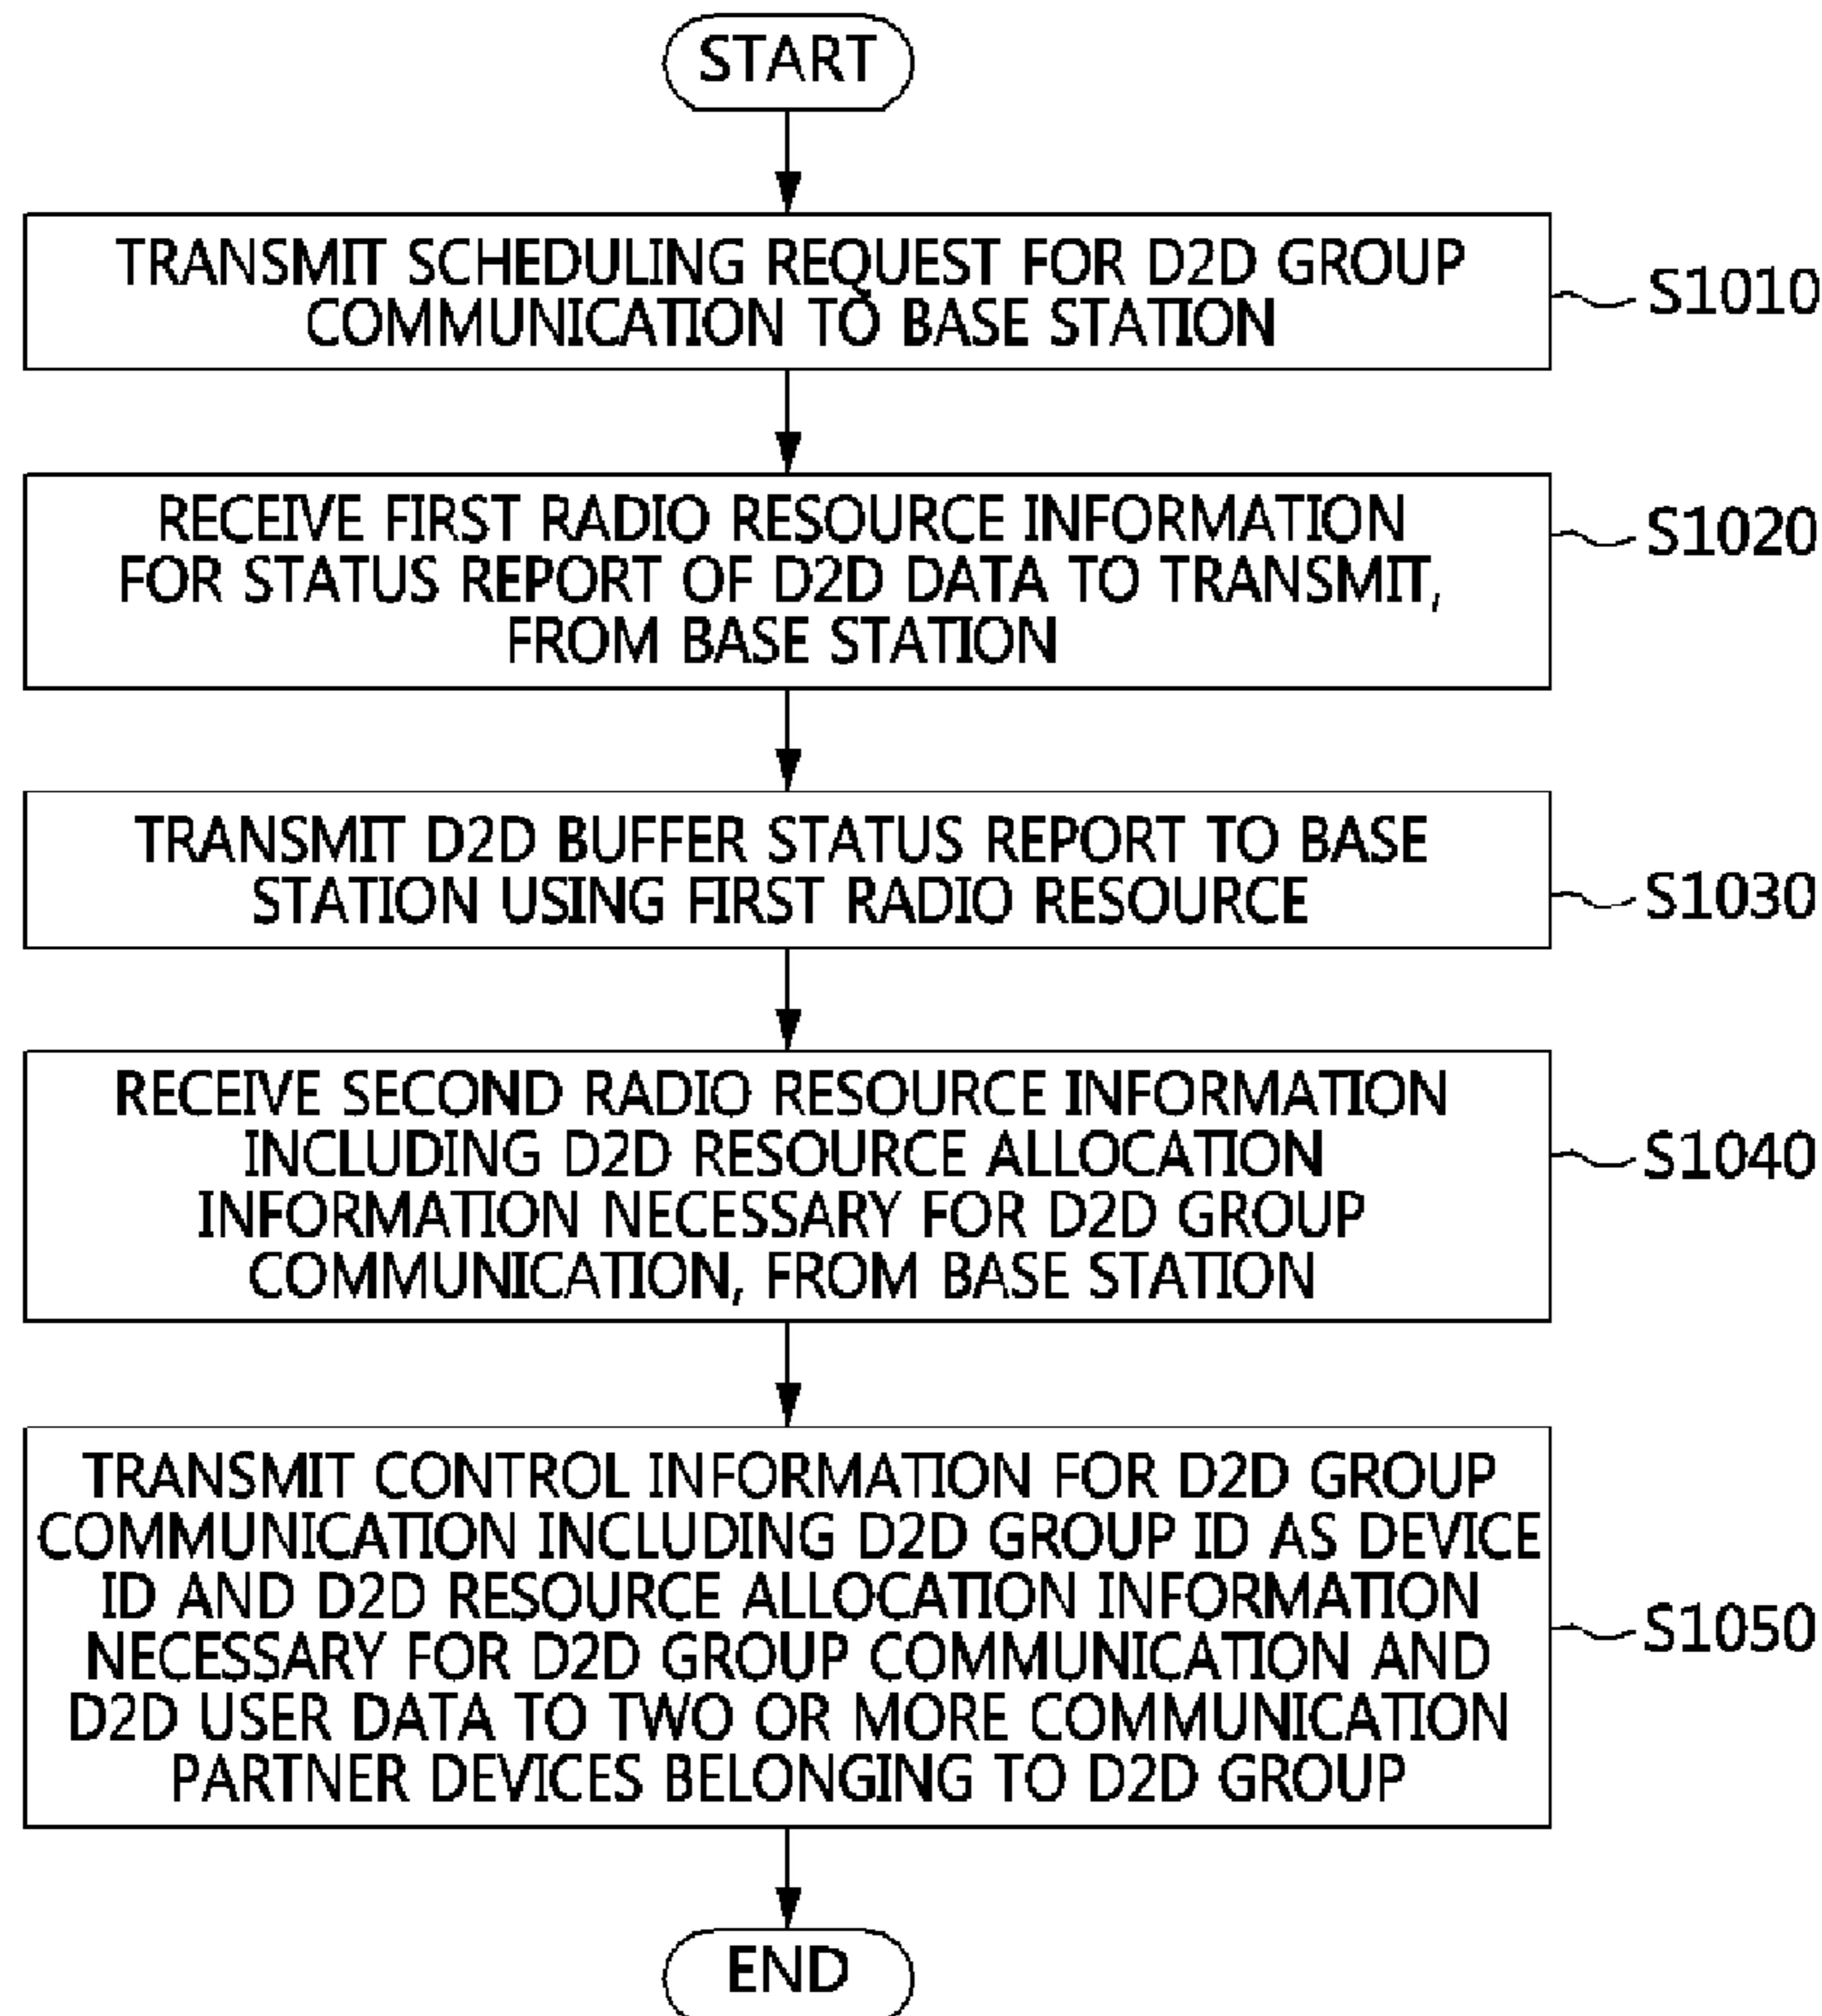 START
TRANSMIT SCHEDULING REQUEST FOR D2D GROUP
COMMUNICATION TO BASE STATION
S1010
RECEIVE FIRST RADIO RESOURCE INFORMATION
FOR STATUS REPORT OF D2D DATA TO TRANSMIT,
FROM BASE STATION
S1020
TRANSMIT D2D BUFFER STATUS REPORT TO BASE
STATION USING FIRST RADIO RESOURCE
S1030
RECEIVE SECOND RADIO RESOURCE INFORMATION
INCLUDING D2D RESOURCE ALLOCATION
INFORMATION NECESSARY FOR D2D GROUP
COMMUNICATION, FROM BASE STATION
S1040
TRANSMIT CONTROL INFORMATION FOR D2D GROUP
COMMUNICATION INCLUDING D2D GROUP ID AS DEVICE
ID AND D2D RESOURCE ALLOCATION INFORMATION
NECESSARY FOR D2D GROUP COMMUNICATION AND
D2D USER DATA TO TWO OR MORE COMMUNICATION
PARTNER DEVICES BELONGING TO D2D GROUP
S1050
END